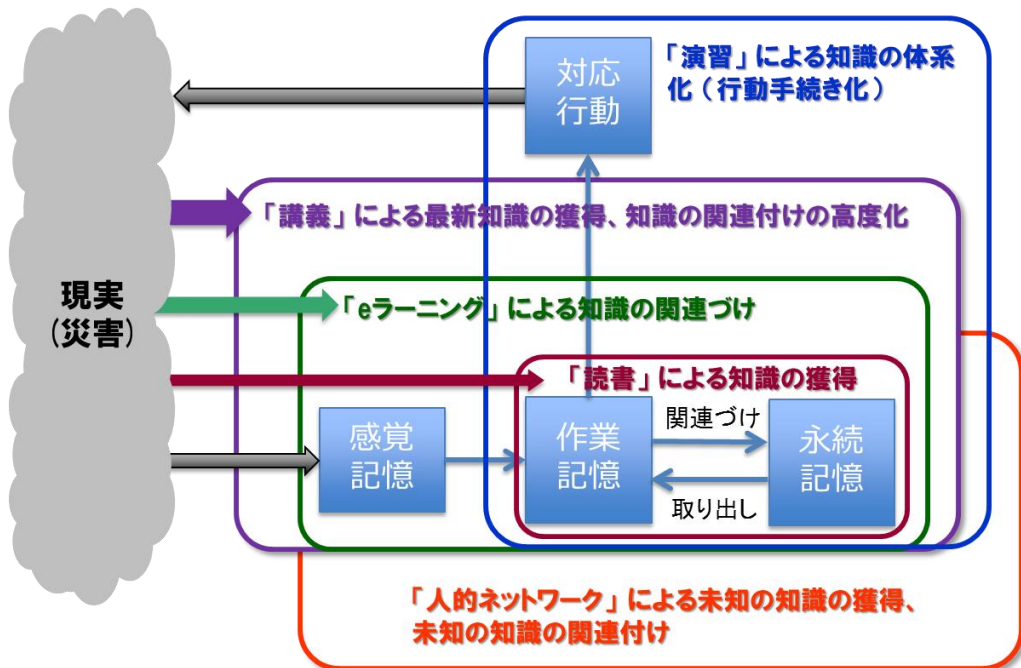 対応
行動
「演習」による知識の体系
化（行動手続き化）
「講義」による最新知識の獲得、知識の関連付けの高度化
現実
(災害)
「eラーニング」による知識の関連づけ
「読書」による知識の獲得
感覚
記憶
作業
記憶
関連づけ
取り出し
永続
記憶
「人的ネットワーク」による未知の知識の獲得、
未知の知識の関連付け